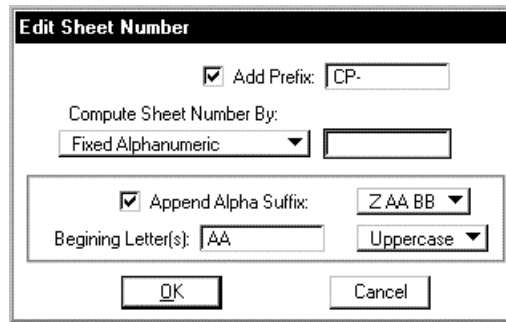 Edit Sheet Number
Add Prefix: CP-
Compute Sheet Number By:
Fixed Alphanumeric
Append Alpha Suffix: Z AA BB
Begining Letter(s): AA Uppercase
OK Cancel